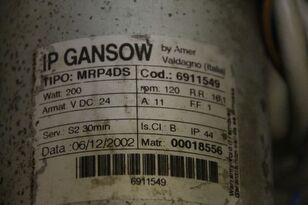 IP GANSOW
by Amer
Valdagno (Italia)
TIPO: MRP4DS Cod.: 6911549
Watt: 200 rpm: 120 R.R. 16:1
Armat. V DC 24 A: 11 F.F. 1
Serv.: S2 30min Is.Cl.: B IP 44
Data :06/12/2002 Matr: 00018556
6911549